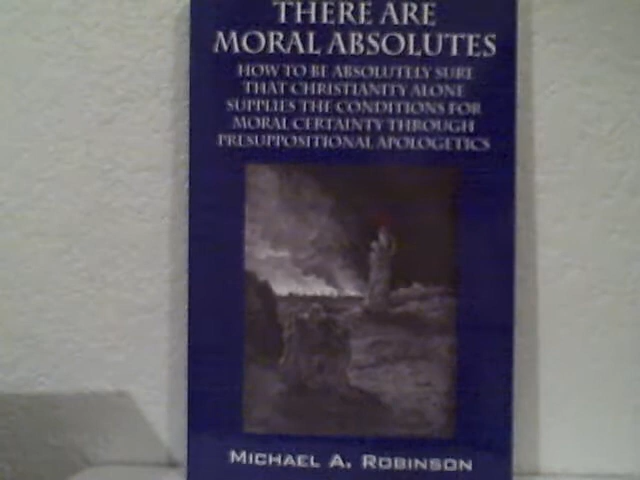 THERE ARE
MORAL ABSOLUTES
HOW TO BE ABSOLUTELY SURE
THAT CHRISTIANITY ALONE
SUPPLIES THE CONDITIONS FOR
MORAL CERTAINTY THROUGH
PRESUPPOSITIONAL APOLOGETICS
MICHAEL A. ROBINSON